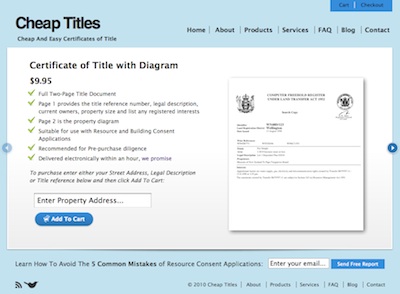 Cart | Checkout
Cheap Titles
Cheap And Easy Certificates of Title
Home | About | Products | Services | FAQ | Blog | Contact
Certificate of Title with Diagram
$9.95
Full Two-Page Title Document
Page 1 provides the title reference number, legal description,
current owners, property size and list any registered interests
Page 2 is the property diagram
Suitable for use with Resource and Building Consent
Applications
Recommended for Pre-purchase diligence
Delivered electronically within an hour, we promise
To purchase enter either your Street Address, Legal Description
or Title reference below and then click Add To Cart:
Enter Property Address...
Add To Cart
COMPUTER FREEHOLD REGISTER
UNDER LAND TRANSFER ACT 1952
Wellington
Learn How To Avoid The 5 Common Mistakes of Resource Consent Applications:
Enter your email...
Send Free Report
© 2010 Cheap Titles | About | Products | Services | FAQ | Blog | Contact